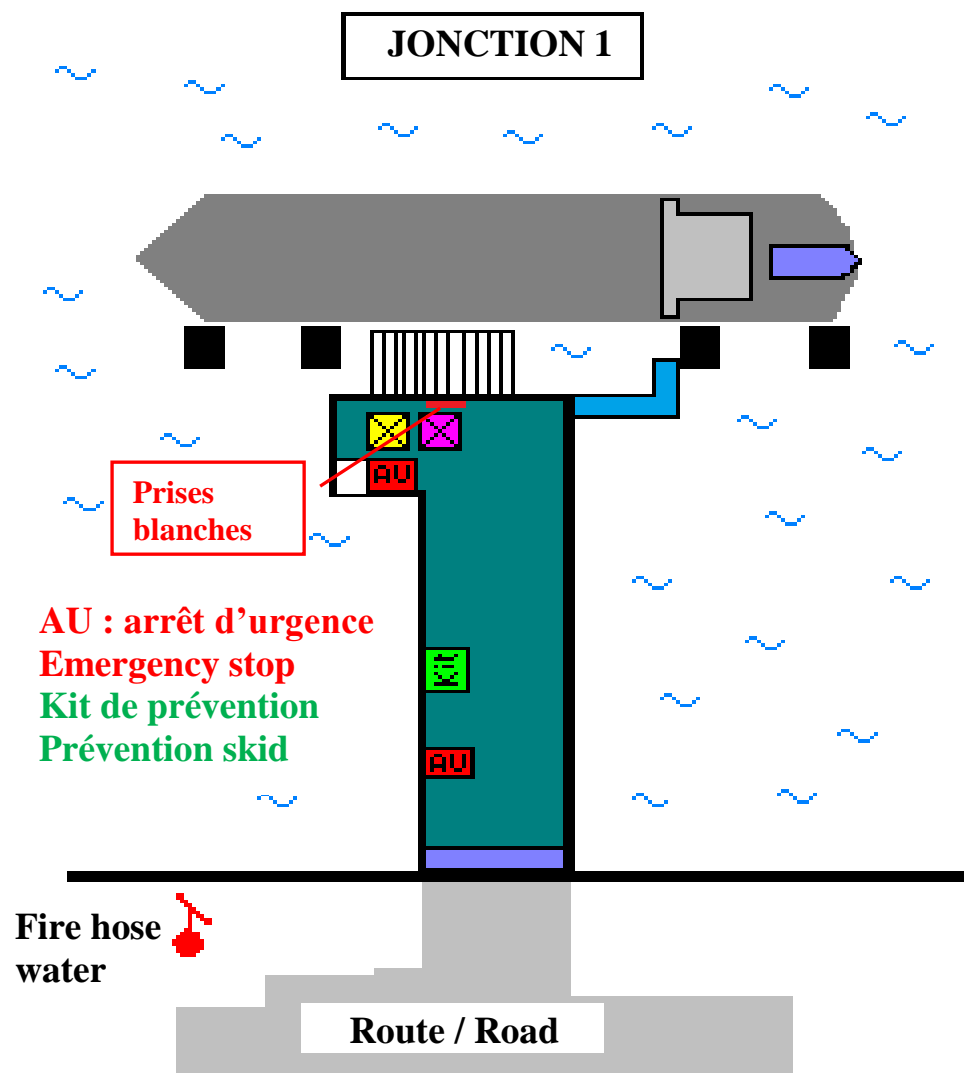 JONCTION 1
AU
Prises
blanches
AU : arrêt d’urgence
Emergency stop
Kit de prévention
Prévention skid
Kit
AU
Fire hose
water
Route / Road